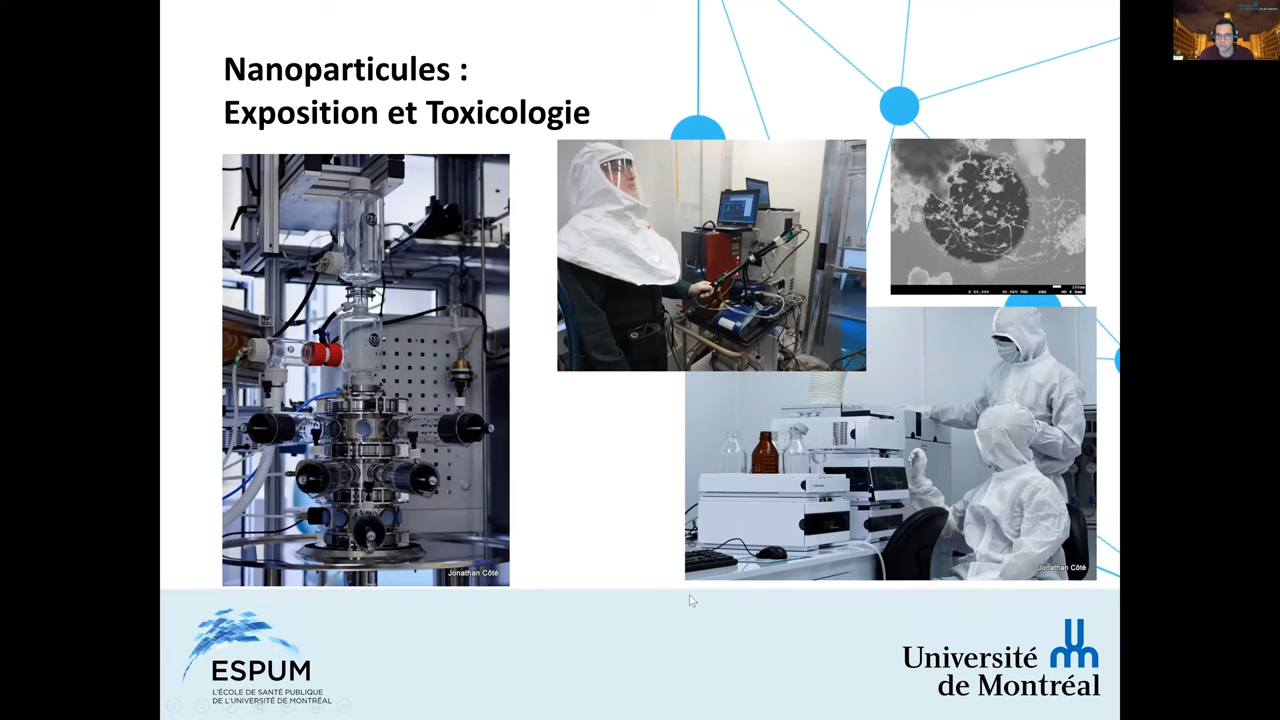 Nanoparticules :
Exposition et Toxicologie
Jonathan Côté
Jonathan Côté
ESPUM
L'ÉCOLE DE SANTÉ PUBLIQUE
DE L'UNIVERSITÉ DE MONTRÉAL
Université
de Montréal